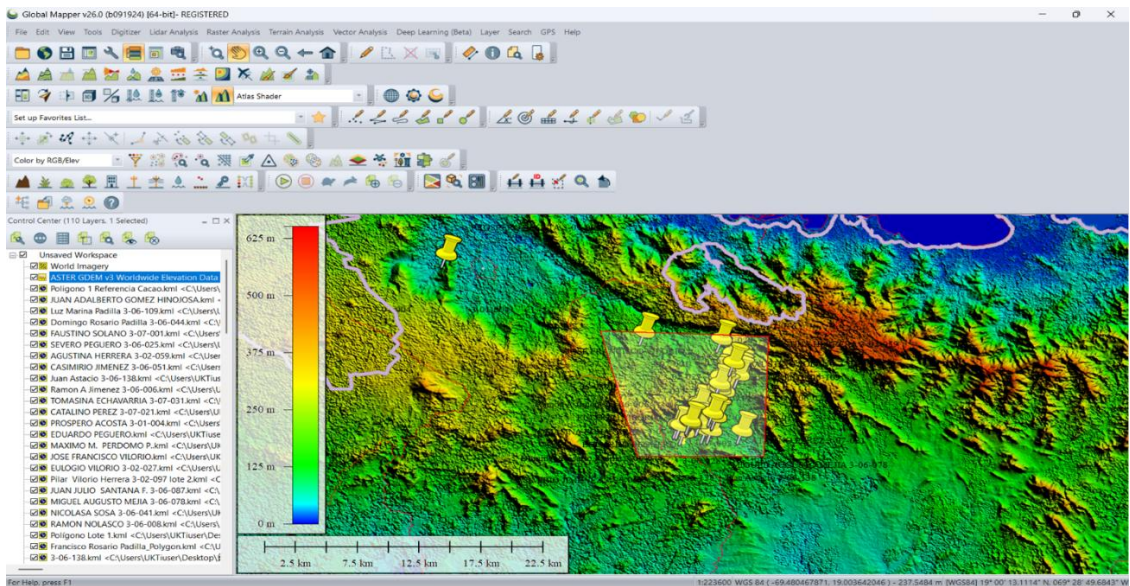 Global Mapper v26.0 (b091924) [64-bit]- REGISTERED
File Edit View Tools Digitizer Lidar Analysis Raster Analysis Terrain Analysis Vector Analysis Deep Learning (Beta) Layer Search GPS Help
Atlas Shader
Set up Favorites List...
Color by RGB/Elev
Control Center (110 Layers, 1 Selected)
Unsaved Workspace
World Imagery
ASTER GDEM v3 Worldwide Elevation Data
Poligono 1 Referencia Cacao.kml <C:\Users\
JUAN ADALBERTO GOMEZ HINOJOSA.kml <
Luz Marina Padilla 3-06-109.kml <C:\Users\L
Domingo Rosario Padilla 3-06-044.kml <C:\
FAUSTINO SOLANO 3-07-001.kml <C:\Users
SEVERO PEGUERO 3-06-025.kml <C:\Users\
AGUSTINA HERRERA 3-02-059.kml <C:\User
CASIMIRIO JIMENEZ 3-06-051.kml <C:\Users
Juan Astacio 3-06-138.kml <C:\Users\UKTius
Ramon A Jimenez 3-06-006.kml <C:\Users\
TOMASINA ECHAVARRIA 3-07-031.kml <C:\
CATALINO PEREZ 3-07-021.kml <C:\Users\U
PROSPERO ACOSTA 3-01-004.kml <C:\Users\
EDUARDO PEGUERO.kml <C:\Users\UKTiuse
MAXIMO M. PERDOMO P..kml <C:\Users\U
JOSE FRANCISCO VILORIO.kml <C:\Users\UK
EULOGIO VILORIO 3-02-027.kml <C:\Users\
Pilar Vilorio Herrera 3-02-097 lote 2.kml <C
JUAN JULIO SANTANA F. 3-06-087.kml <C:\
MIGUEL AUGUSTO MEJIA 3-06-078.kml <C:\
NICOLASA SOSA 3-06-041.kml <C:\Users\U
RAMON NOLASCO 3-06-008.kml <C:\Users\
Poligono Lote 1.kml <C:\Users\UKTiuser\Des
Francisco Rosario Padilla_Polygon.kml <C:\U
3-06-138.kml <C:\Users\UKTiuser\Desktop\
625 m
500 m
375 m
250 m
125 m
0 m
2.5 km 7.5 km 12.5 km 17.5 km 22.5 km
3-06-078
For Help, press F1
1:223600 WGS 84 ( -69.480467871, 19.003642046 ) - 237.5484 m (WGS84) 19° 00' 13.1114" N, 069° 28' 49.6843" W